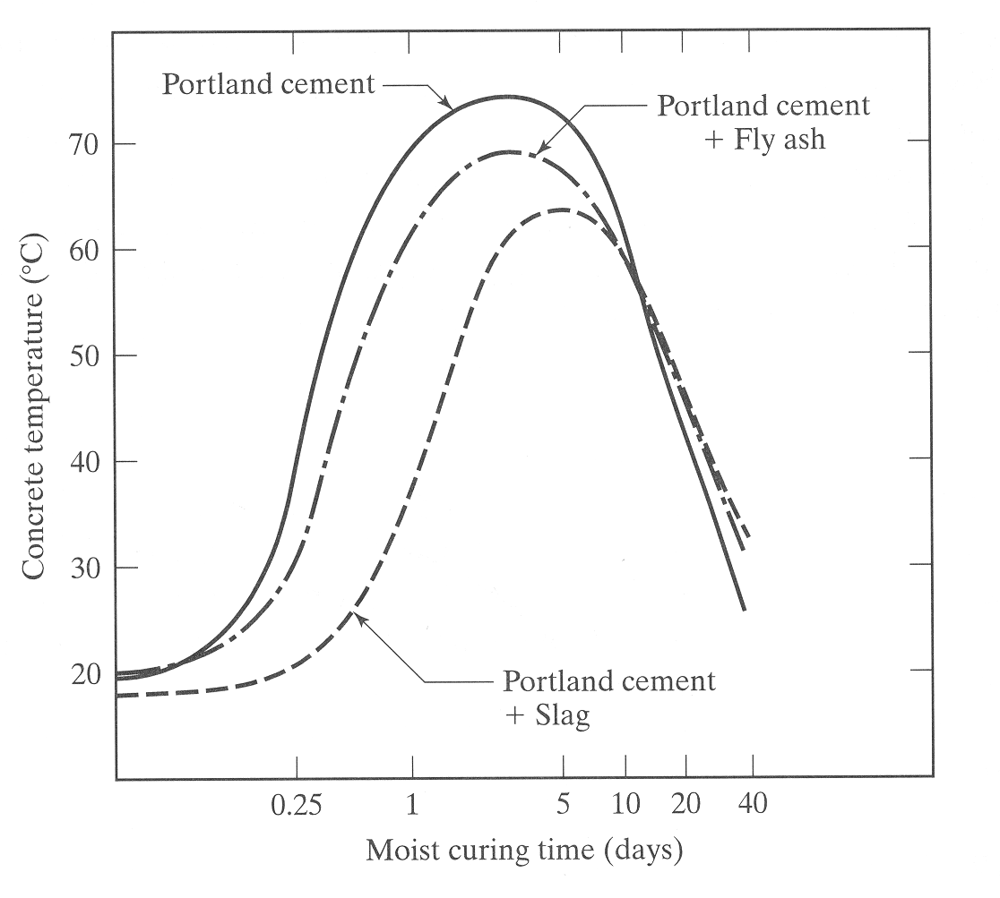 Portland cement
Portland cement
+ Fly ash
70
60
50
40
30
20
Concrete temperature (°C)
Portland cement
+ Slag
0.25 1 5 10 20 40
Moist curing time (days)